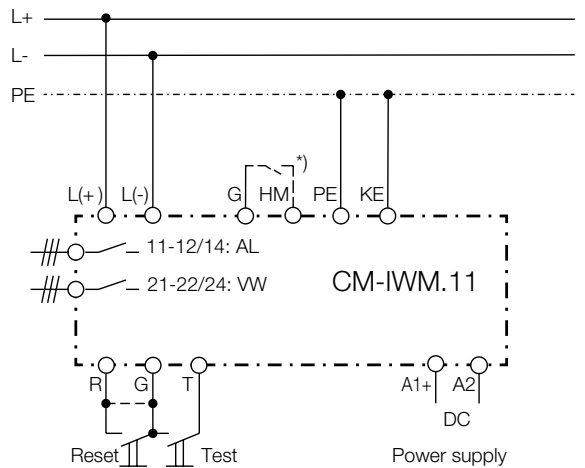 L+
L-
PE
*)
L(+) L(-) G HM PE KE
11-12/14: AL
21-22/24: VW
CM-IWM.11
R G T A1+ A2
DC
Reset Test Power supply